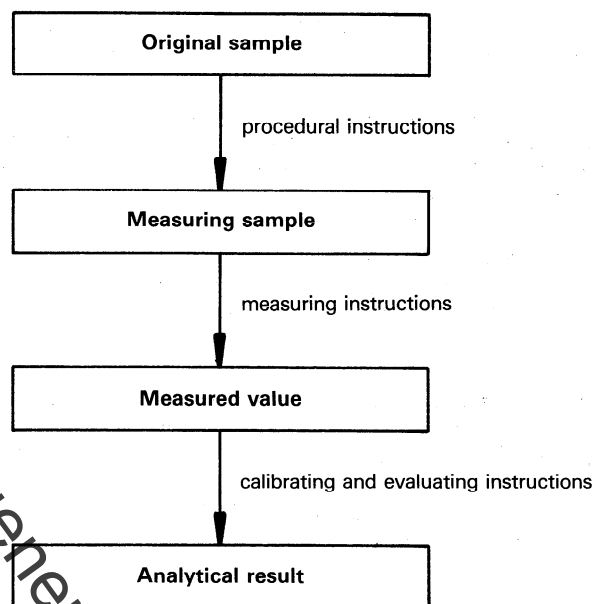 Original sample
procedural instructions
Measuring sample
measuring instructions
Measured value
calibrating and evaluating instructions
Analytical result